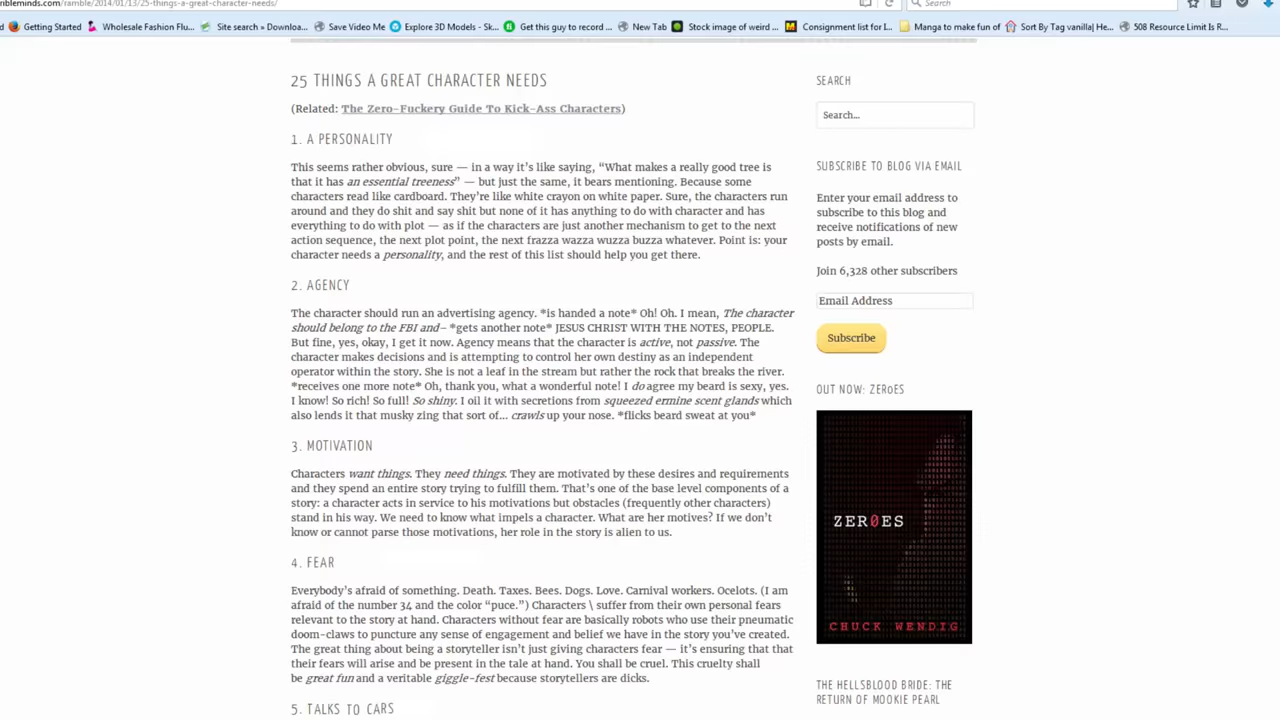 nbleminds.com/ramble/2014/01/13/25-things-a-great-character-needs/
Search
Getting Started
Wholesale Fashion Flu...
Site search » Downloa...
Save Video Me
Explore 3D Models - Sk...
Get this guy to record ...
New Tab
Stock image of weird ...
Consignment list for I...
Manga to make fun of
Sort By Tag vanilla| He...
508 Resource Limit Is R...
25 THINGS A GREAT CHARACTER NEEDS
(Related: The Zero-Fuckery Guide To Kick-Ass Characters)
1. A PERSONALITY
This seems rather obvious, sure — in a way it's like saying, “What makes a really good tree is
that it has an essential treeness” — but just the same, it bears mentioning. Because some
characters read like cardboard. They're like white crayon on white paper. Sure, the characters run
around and they do shit and say shit but none of it has anything to do with character and has
everything to do with plot — as if the characters are just another mechanism to get to the next
action sequence, the next plot point, the next frazza wazza wuzza buzza whatever. Point is: your
character needs a personality, and the rest of this list should help you get there.
2. AGENCY
The character should run an advertising agency. *is handed a note* Oh! Oh. I mean, The character
should belong to the FBI and– *gets another note* JESUS CHRIST WITH THE NOTES, PEOPLE.
But fine, yes, okay, I get it now. Agency means that the character is active, not passive. The
character makes decisions and is attempting to control her own destiny as an independent
operator within the story. She is not a leaf in the stream but rather the rock that breaks the river.
*receives one more note* Oh, thank you, what a wonderful note! I do agree my beard is sexy, yes.
I know! So rich! So full! So shiny. I oil it with secretions from squeezed ermine scent glands which
also lends it that musky zing that sort of... crawls up your nose. *flicks beard sweat at you*
3. MOTIVATION
Characters want things. They need things. They are motivated by these desires and requirements
and they spend an entire story trying to fulfill them. That's one of the base level components of a
story: a character acts in service to his motivations but obstacles (frequently other characters)
stand in his way. We need to know what impels a character. What are her motives? If we don't
know or cannot parse those motivations, her role in the story is alien to us.
4. FEAR
Everybody's afraid of something. Death. Taxes. Bees. Dogs. Love. Carnival workers. Ocelots. (I am
afraid of the number 34 and the color “puce.”) Characters \ suffer from their own personal fears
relevant to the story at hand. Characters without fear are basically robots who use their pneumatic
doom-claws to puncture any sense of engagement and belief we have in the story you've created.
The great thing about being a storyteller isn't just giving characters fear — it's ensuring that that
their fears will arise and be present in the tale at hand. You shall be cruel. This cruelty shall
be great fun and a veritable giggle-fest because storytellers are dicks.
5. TALKS TO CARS
SEARCH
Search...
SUBSCRIBE TO BLOG VIA EMAIL
Enter your email address to
subscribe to this blog and
receive notifications of new
posts by email.
Join 6,328 other subscribers
Email Address
Subscribe
OUT NOW: ZER0ES
ZER0ES
CHUCK WENDIG
THE HELLSBLOOD BRIDE: THE
RETURN OF MOOKIE PEARL